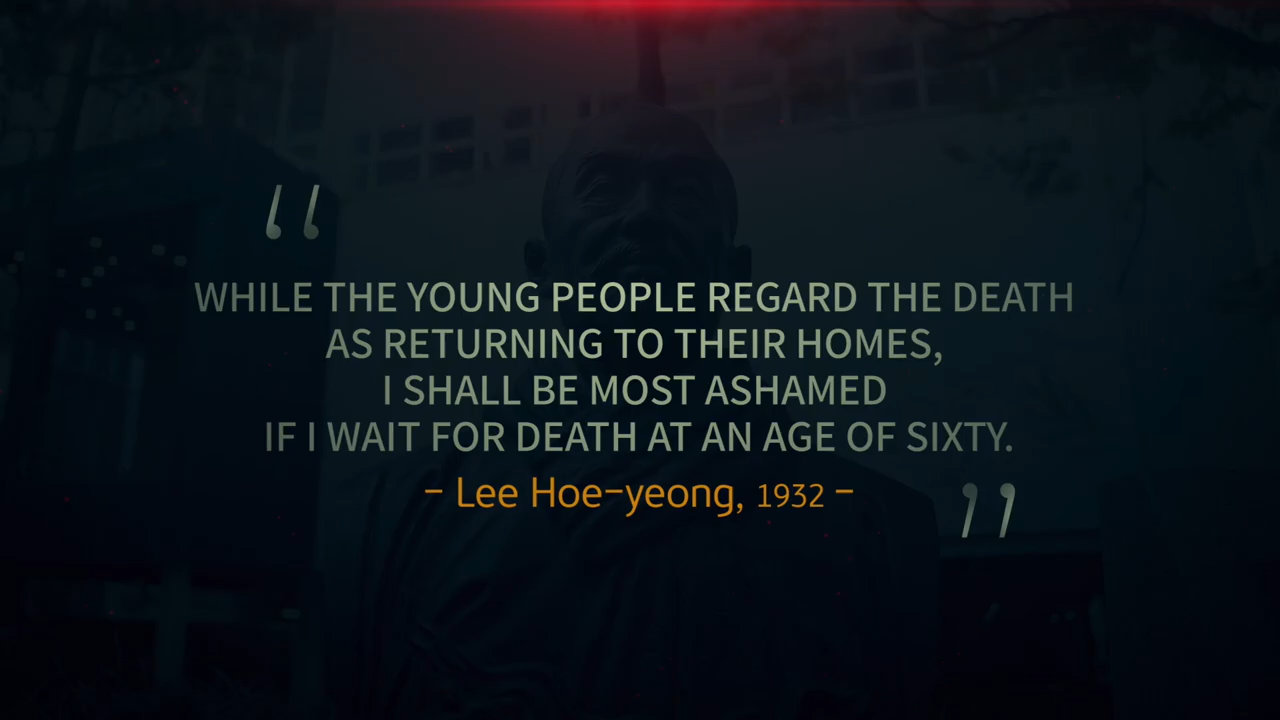 “
WHILE THE YOUNG PEOPLE REGARD THE DEATH
AS RETURNING TO THEIR HOMES,
I SHALL BE MOST ASHAMED
IF I WAIT FOR DEATH AT AN AGE OF SIXTY.
- Lee Hoe-yeong, 1932 -
”